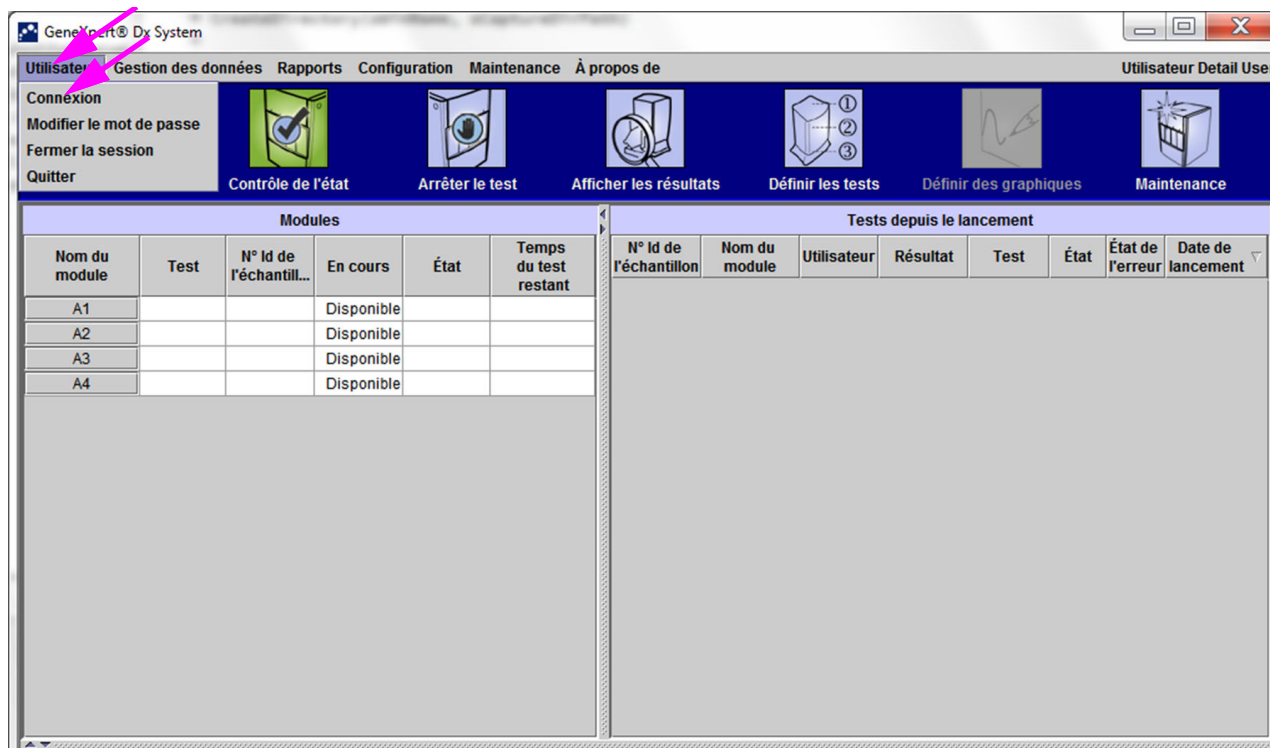 GeneXpert® Dx System
Utilisateur Gestion des données Rapports Configuration Maintenance À propos de
Utilisateur Detail User
Connexion
Modifier le mot de passe
Fermer la session
Quitter
Contrôle de l'état
Arrêter le test
Afficher les résultats
① 
② 
③
Définir les tests
Définir des graphiques
Maintenance
Modules
Nom du module
Test
N° Id de l'échantill...
En cours
État
Temps du test restant
A1 Disponible
A2 Disponible
A3 Disponible
A4 Disponible
Tests depuis le lancement
N° Id de l'échantillon
Nom du module
Utilisateur
Résultat
Test
État
État de l'erreur
Date de lancement